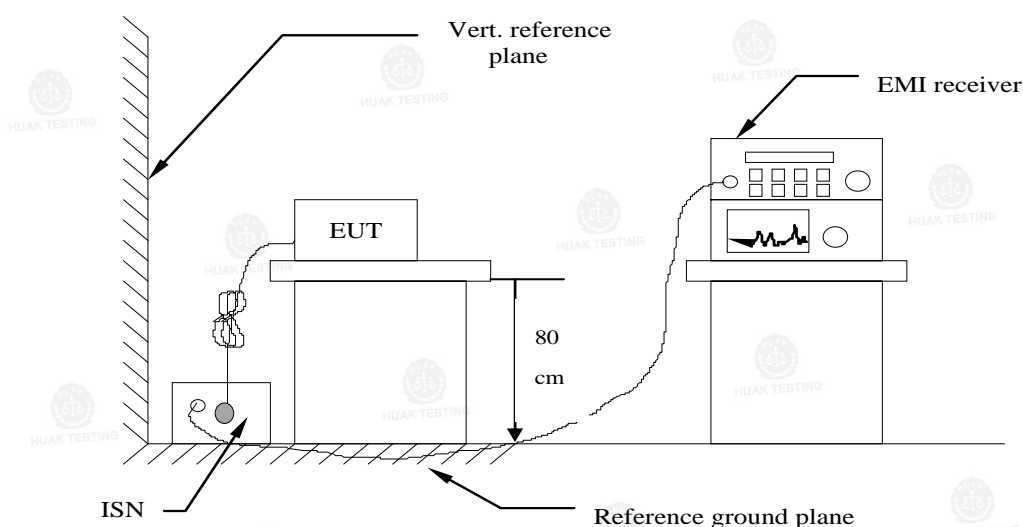 Vert. reference
plane
EMI receiver
EUT
80
cm
ISN
Reference ground plane
HUAK TESTING
HUAK TESTING
HUAK TESTING
HUAK TESTING
HUAK TESTING
HUAK TESTING
HUAK TESTING
HUAK TESTING
HUAK TESTING